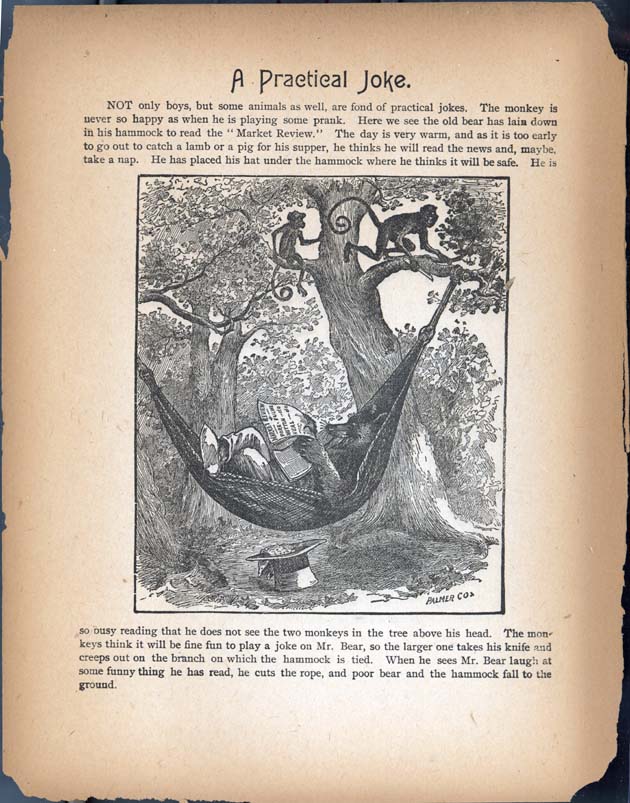 A Practical Joke.
NOT only boys, but some animals as well, are fond of practical jokes. The monkey is
never so happy as when he is playing some prank. Here we see the old bear has lain down
in his hammock to read the “Market Review.” The day is very warm, and as it is too early
to go out to catch a lamb or a pig for his supper, he thinks he will read the news and, maybe,
take a nap. He has placed his hat under the hammock where he thinks it will be safe. He is
PALMER COX
so busy reading that he does not see the two monkeys in the tree above his head. The mon-
keys think it will be fine fun to play a joke on Mr. Bear, so the larger one takes his knife and
creeps out on the branch on which the hammock is tied. When he sees Mr. Bear laugh at
some funny thing he has read, he cuts the rope, and poor bear and the hammock fall to the
ground.